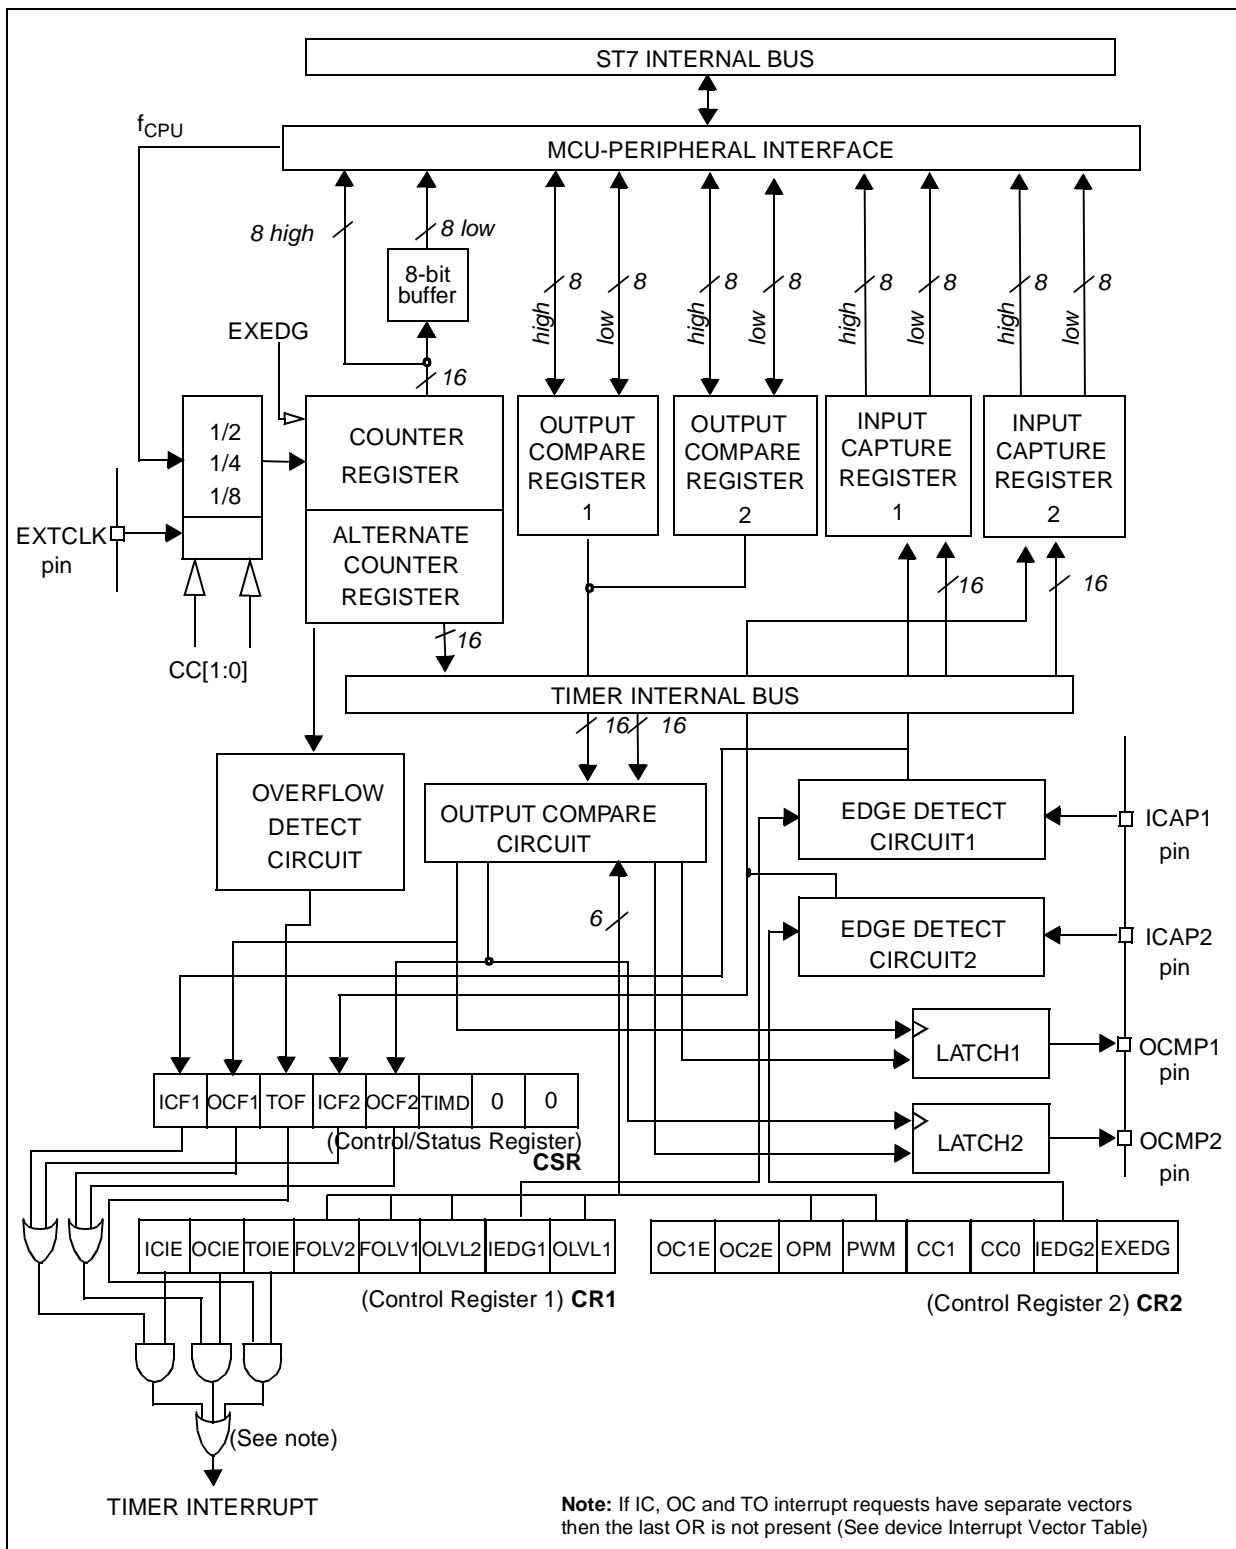 ST7 INTERNAL BUS
fCPU
MCU-PERIPHERAL INTERFACE
8 high
8 low
8-bit
buffer
8
8
8
8
8
8
8
8
high
low
high
low
high
low
high
low
EXEDG
16
1/2
1/4
1/8
COUNTER
REGISTER
OUTPUT
COMPARE
REGISTER
1
OUTPUT
COMPARE
REGISTER
2
INPUT
CAPTURE
REGISTER
1
INPUT
CAPTURE
REGISTER
2
EXTCLK
pin
ALTERNATE
COUNTER
REGISTER
16
16
16
CC[1:0]
TIMER INTERNAL BUS
16
16
OVERFLOW
DETECT
CIRCUIT
OUTPUT COMPARE
CIRCUIT
EDGE DETECT
CIRCUIT1
ICAP1
pin
6
EDGE DETECT
CIRCUIT2
ICAP2
pin
LATCH1
OCMP1
pin
ICF1 OCF1 TOF ICF2 OCF2 TIMD 0 0
(Control/Status Register)
CSR
LATCH2
OCMP2
pin
ICIE OCIE TOIE FOLV2 FOLV1 OLVL2 IEDG1 OLVL1
OC1E OC2E OPM PWM CC1 CC0 IEDG2 EXEDG
(Control Register 1) CR1
(Control Register 2) CR2
(See note)
TIMER INTERRUPT
Note: If IC, OC and TO interrupt requests have separate vectors
then the last OR is not present (See device Interrupt Vector Table)